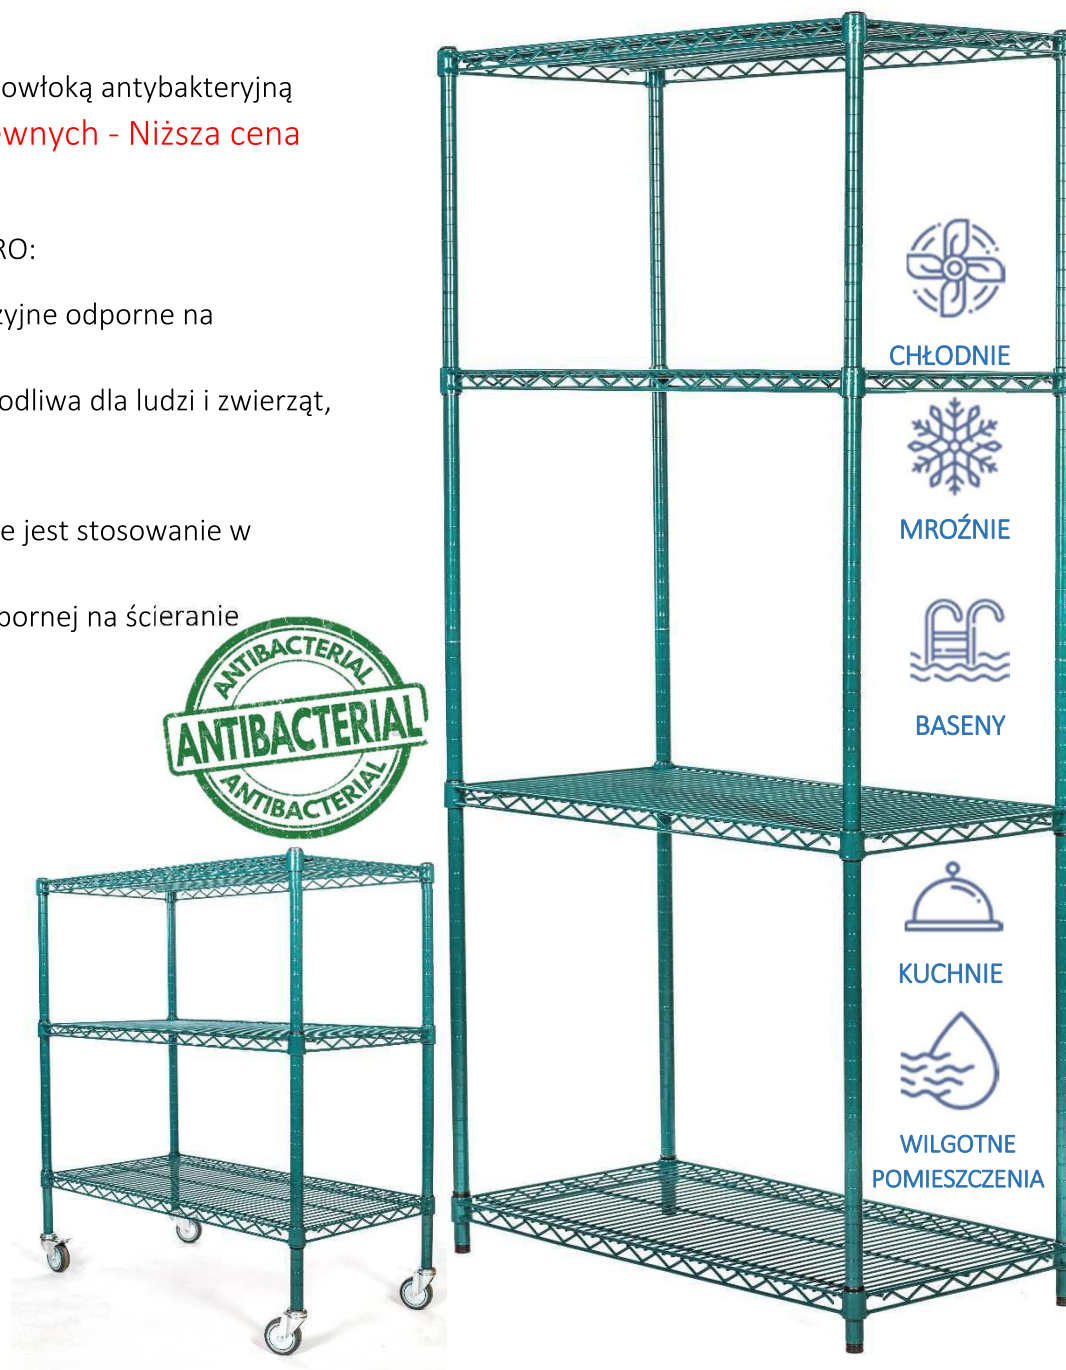 owłoką antybakteryjną
ewnych - Niższa cena
RO:
zyjne odporne na
odliwa dla ludzi i zwierząt,
e jest stosowanie w
pornej na ścieranie
ANTIBACTERIAL
ANTIBACTERIAL
ANTIBACTERIAL
CHŁODNIE
MROŹNIE
BASENY
KUCHNIE
WILGOTNE
POMIESZCZENIA